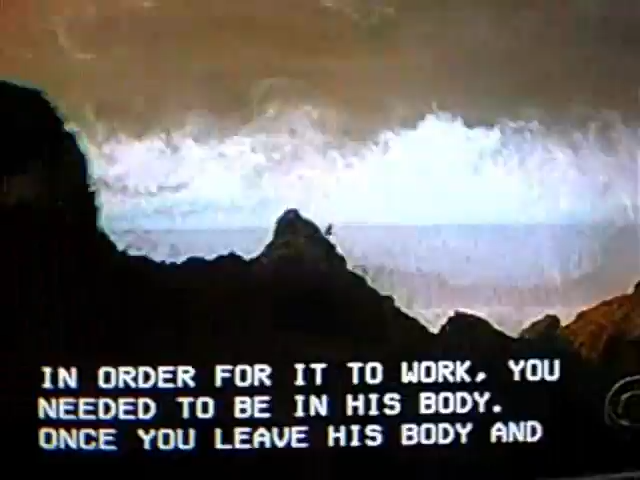 IN ORDER FOR IT TO WORK, YOU
NEEDED TO BE IN HIS BODY.
ONCE YOU LEAVE HIS BODY AND